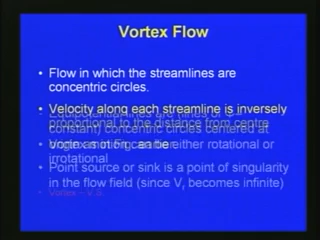 Vortex Flow
• Flow in which the streamlines are
concentric circles.
• Velocity along each streamline is inversely
proportional to the distance from centre
constant) concentric circles centered at
• Vortex motion can be either rotational or
irrotational
• Point source or sink is a point of singularity
in the flow field (since Vr becomes infinite)